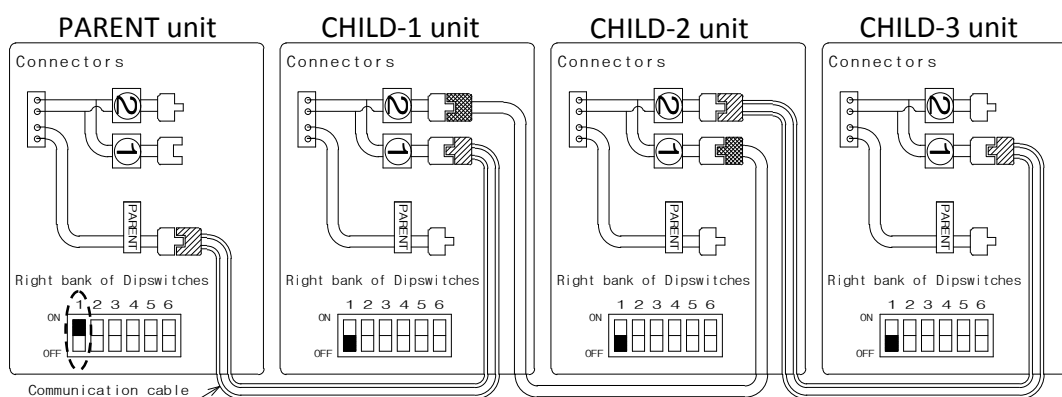 PARENT unit
CHILD-1 unit
CHILD-2 unit
CHILD-3 unit
Connectors
2
1
PARENT
Right bank of Dipswitches
1 2 3 4 5 6
ON
OFF
Communication cable
Connectors
2
1
PARENT
Right bank of Dipswitches
1 2 3 4 5 6
ON
OFF
Connectors
2
1
PARENT
Right bank of Dipswitches
1 2 3 4 5 6
ON
OFF
Connectors
2
1
PARENT
Right bank of Dipswitches
1 2 3 4 5 6
ON
OFF